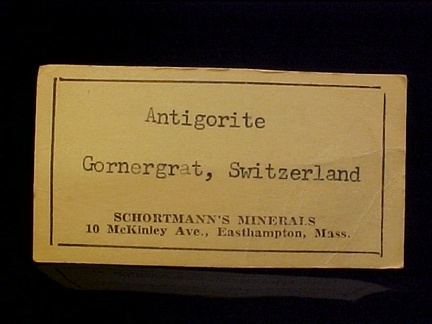 Antigorite
Gornergrat, Switzerland
SCHORTMANN'S MINERALS
10 McKinley Ave., Easthampton, Mass.